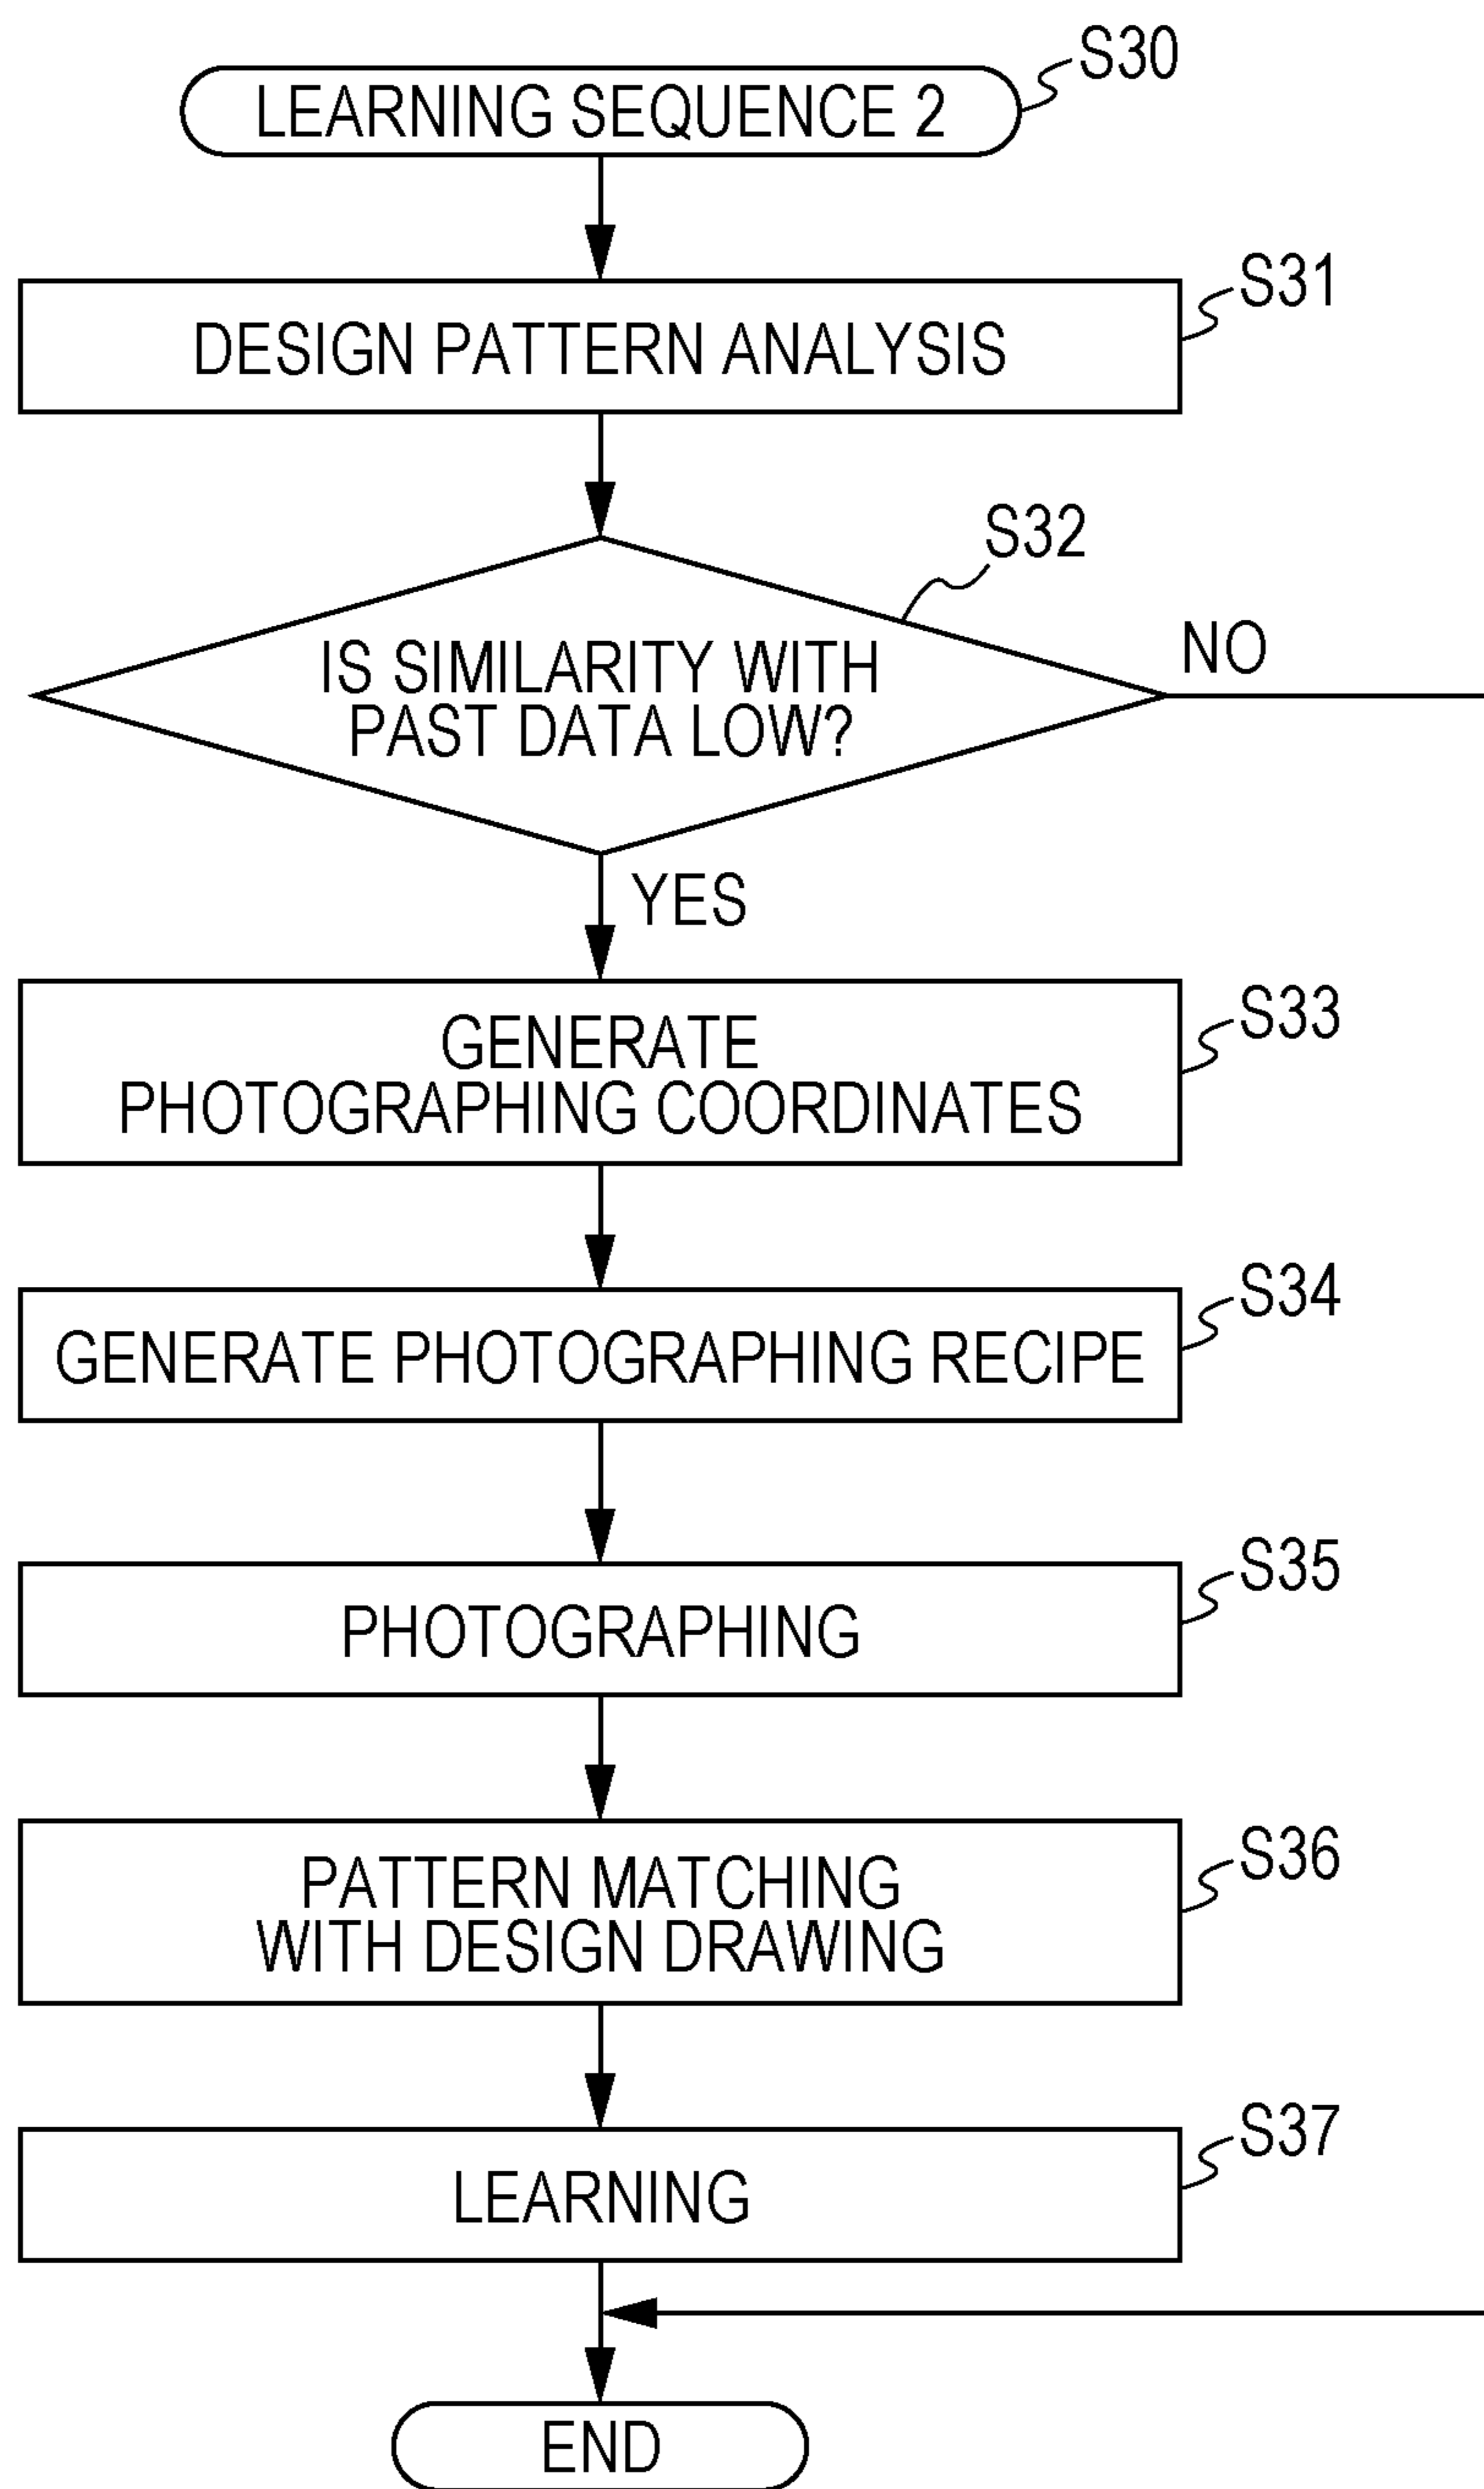 S30
LEARNING SEQUENCE 2
S31
DESIGN PATTERN ANALYSIS
S32
IS SIMILARITY WITH
PAST DATA LOW?
NO
YES
S33
GENERATE
PHOTOGRAPHING COORDINATES
S34
GENERATE PHOTOGRAPHING RECIPE
S35
PHOTOGRAPHING
S36
PATTERN MATCHING
WITH DESIGN DRAWING
S37
LEARNING
END